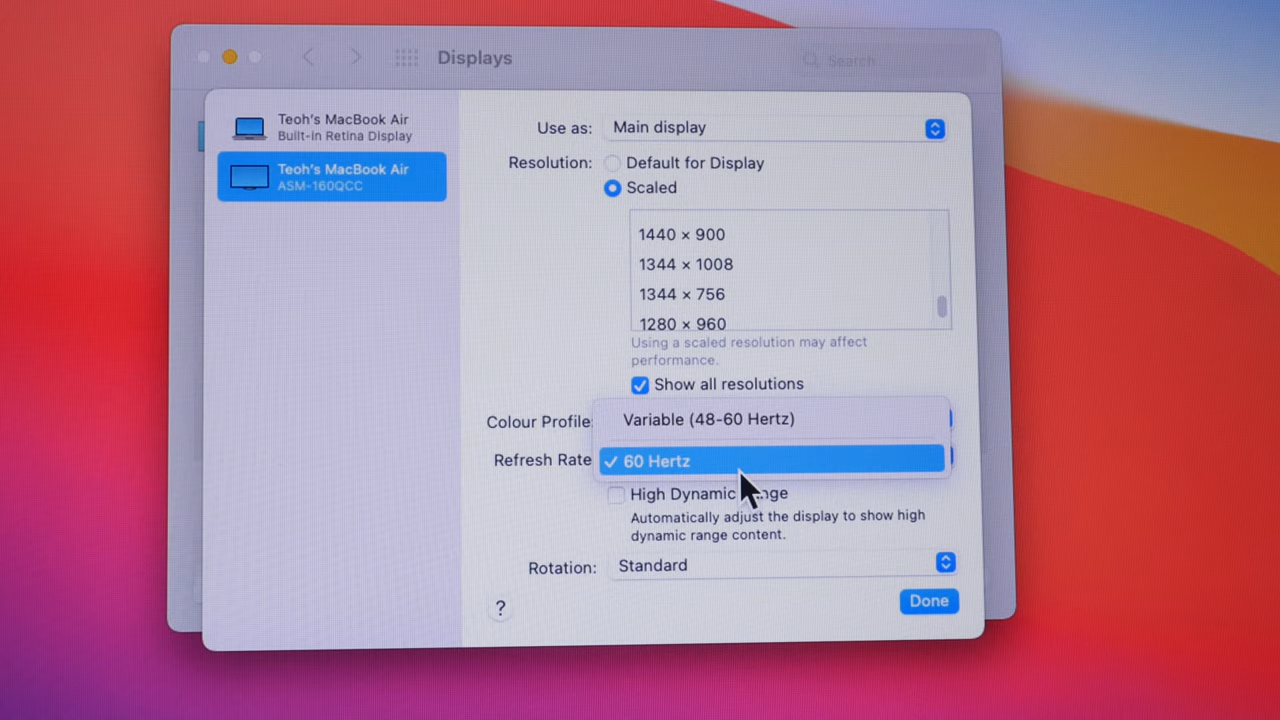 Displays
Search
Teoh's MacBook Air
Built-in Retina Display
Teoh's MacBook Air
ASM-160QCC
Use as: Main display
Resolution: Default for Display
Scaled
1440 × 900
1344 × 1008
1344 × 756
1280 × 960
Using a scaled resolution may affect
performance.
Show all resolutions
Colour Profile:
Variable (48-60 Hertz)
Refresh Rate
✓ 60 Hertz
High Dynamic nge
Automatically adjust the display to show high
dynamic range content.
Rotation: Standard
?
Done